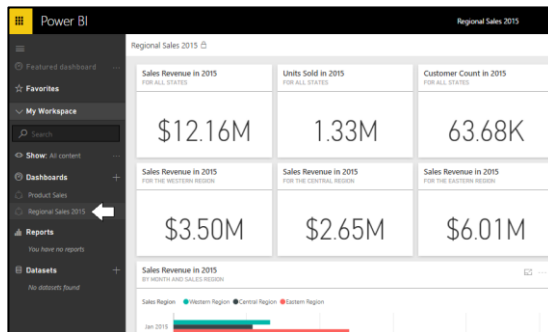 Power BI
Regional Sales 2015
Featured dashboard
Favorites
My Workspace
Search
Show: All content
Dashboards
Product Sales
Regional Sales 2015
Reports
You have no reports
Datasets
No datasets found
Regional Sales 2015
Sales Revenue in 2015
FOR ALL STATES
$12.16M
Units Sold in 2015
FOR ALL STATES
1.33M
Customer Count in 2015
FOR ALL STATES
63.68K
Sales Revenue in 2015
FOR THE WESTERN REGION
$3.50M
Sales Revenue in 2015
FOR THE CENTRAL REGION
$2.65M
Sales Revenue in 2015
FOR THE EASTERN REGION
$6.01M
Sales Revenue in 2015
BY MONTH AND SALES REGION
Sales Region Western Region Central Region Eastern Region
Jan 2015